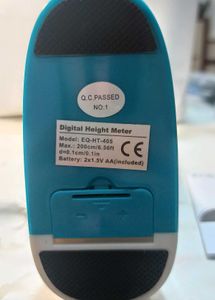 Q.C.PASSED
NO.1
Digital Height Meter
Model: EQ-HT-405
Max.: 200cm/6.56ft
d=0.1cm/0.1in
Battery: 2x1.5V AA(included)
CE